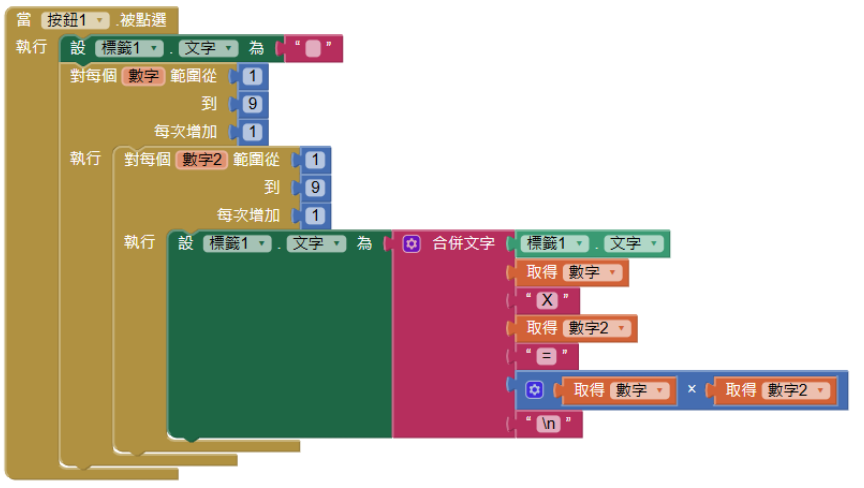 當 按鈕1 .被點選
執行 設 標籤1 . 文字 為 " "
對每個 數字 範圍從 1
到 9
每次增加 1
執行 對每個 數字2 範圍從 1
到 9
每次增加 1
執行 設 標籤1 . 文字 為 合併文字 標籤1 . 文字
取得 數字
" X "
取得 數字2
" = "
取得 數字 × 取得 數字2
" \n "